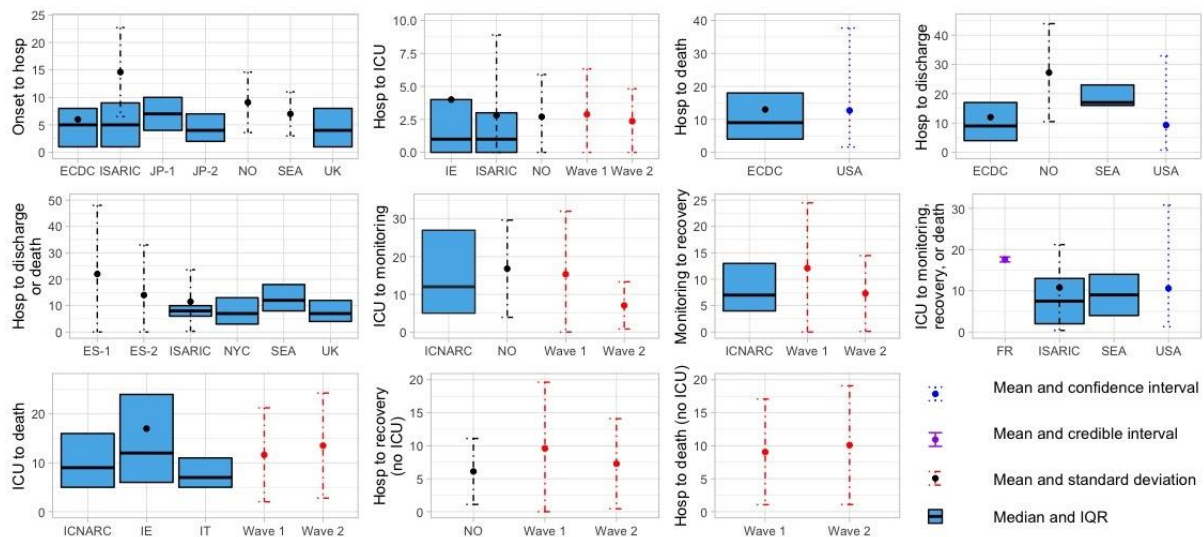 Onset to hosp
25
20
15
10
5
0
ECDC ISARIC JP-1 JP-2 NO SEA UK
Hosp to ICU
10.0
7.5
5.0
2.5
0.0
IE ISARIC NO Wave 1 Wave 2
Hosp to death
40
30
20
10
0
ECDC USA
Hosp to discharge
40
30
20
10
0
ECDC NO SEA USA
Hosp to discharge
or death
50
40
30
20
10
0
ES-1 ES-2 ISARIC NYC SEA UK
ICU to monitoring
30
20
10
0
ICNARC NO Wave 1 Wave 2
Monitoring to recovery
25
20
15
10
5
0
ICNARC Wave 1 Wave 2
ICU to monitoring,
recovery, or death
30
20
10
0
FR ISARIC SEA USA
ICU to death
20
10
0
ICNARC IE IT Wave 1 Wave 2
Hosp to recovery
(no ICU)
20
15
10
5
0
NO Wave 1 Wave 2
Hosp to death (no ICU)
20
15
10
5
0
Wave 1 Wave 2
Mean and confidence interval
Mean and credible interval
Mean and standard deviation
Median and IQR